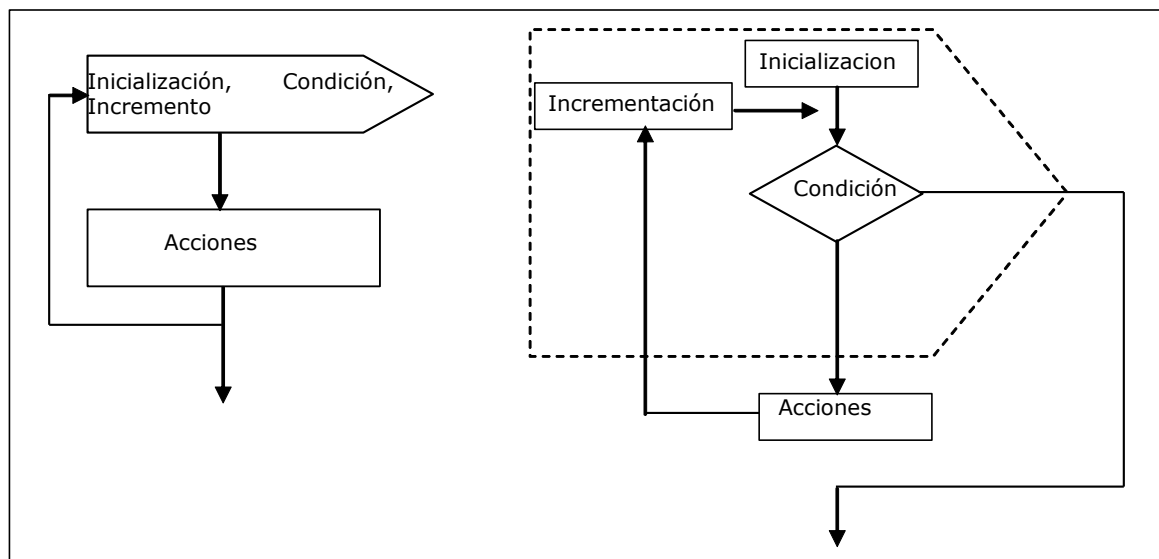 Inicialización, Condición,
Incremento
Acciones
Inicializacion
Incrementación
Condición
Acciones